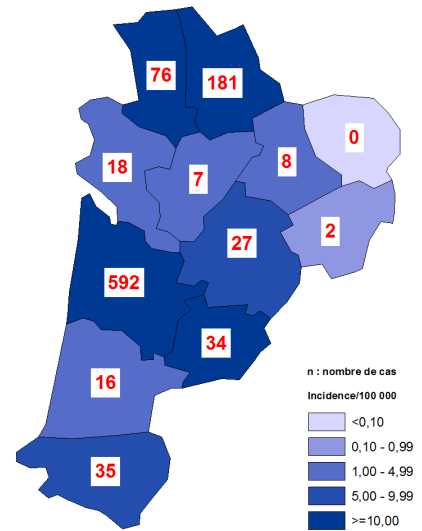 76
181
0
18
7
8
2
27
592
34
16
35
n : nombre de cas
Incidence/100 000
<0,10
0,10 - 0,99
1,00 - 4,99
5,00 - 9,99
>=10,00